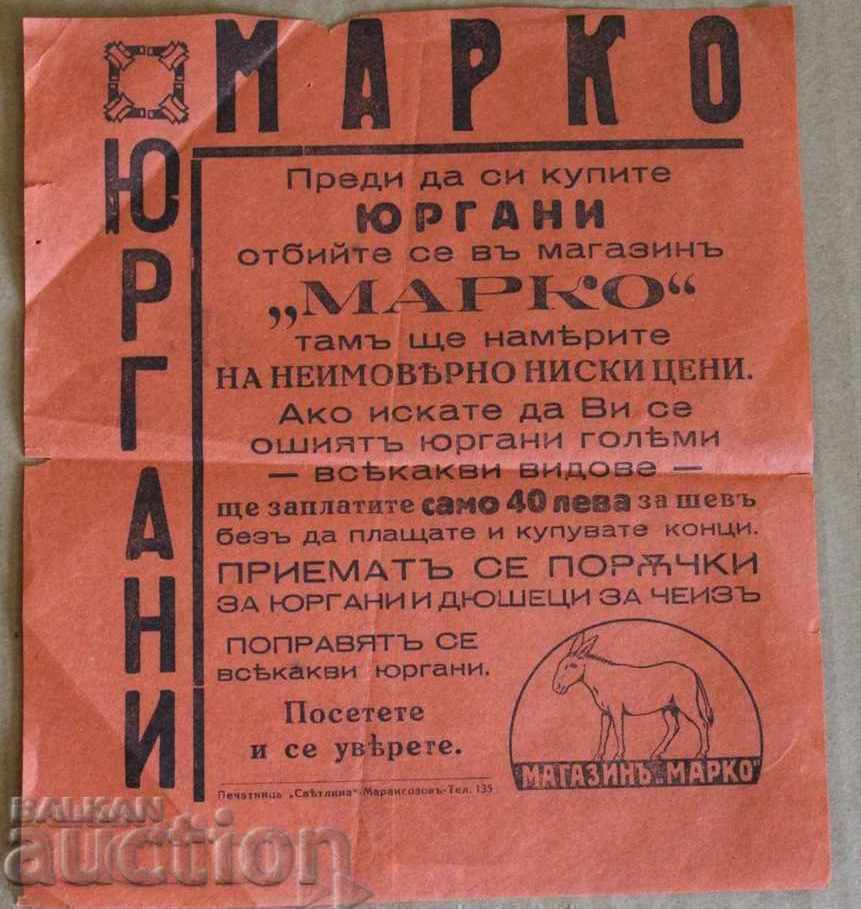 МАРКО
ЮРГАНИ
Преди да си купите
ЮРГАНИ
отбийте се въ магазинъ
„МАРКО“
тамъ ще намѣрите
НА НЕИМОВѢРНО НИСКИ ЦЕНИ.
Ако искате да Ви се
ошиятъ юргани голѣми
— всѣкакви видове —
ще заплатите само 40 лева за шевъ
безъ да плащате и купувате конци.
ПРИЕМАТЪ СЕ ПОРѪЧКИ
ЗА ЮРГАНИ И ДЮШЕЦИ ЗА ЧЕИЗЪ
ПОПРАВЯТЪ СЕ
всѣкакви юргани.
Посетете
и се увѣрете.
МАГАЗИНЪ „МАРКО“
Печатница „Свѣтлина“-Мараксозовъ-Тел. 135
BALKAN
auction